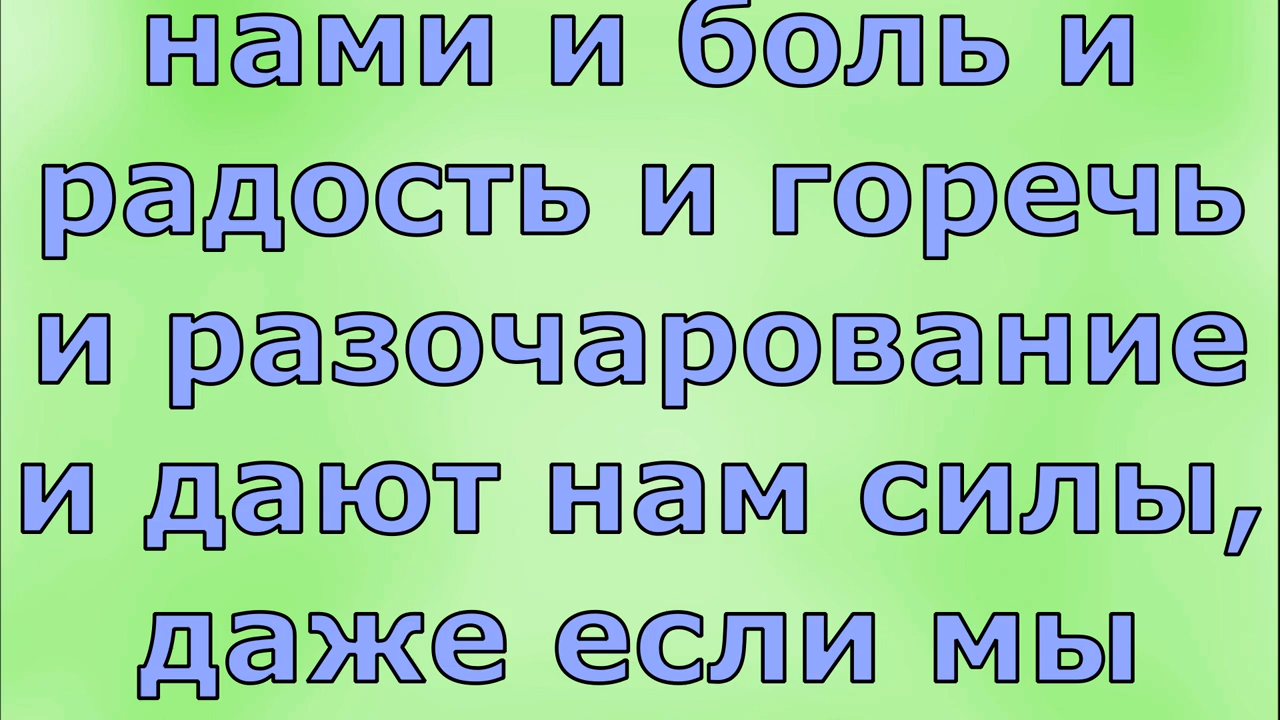 нами и боль и
радость и горечь
и разочарование
и дают нам силы,
даже если мы